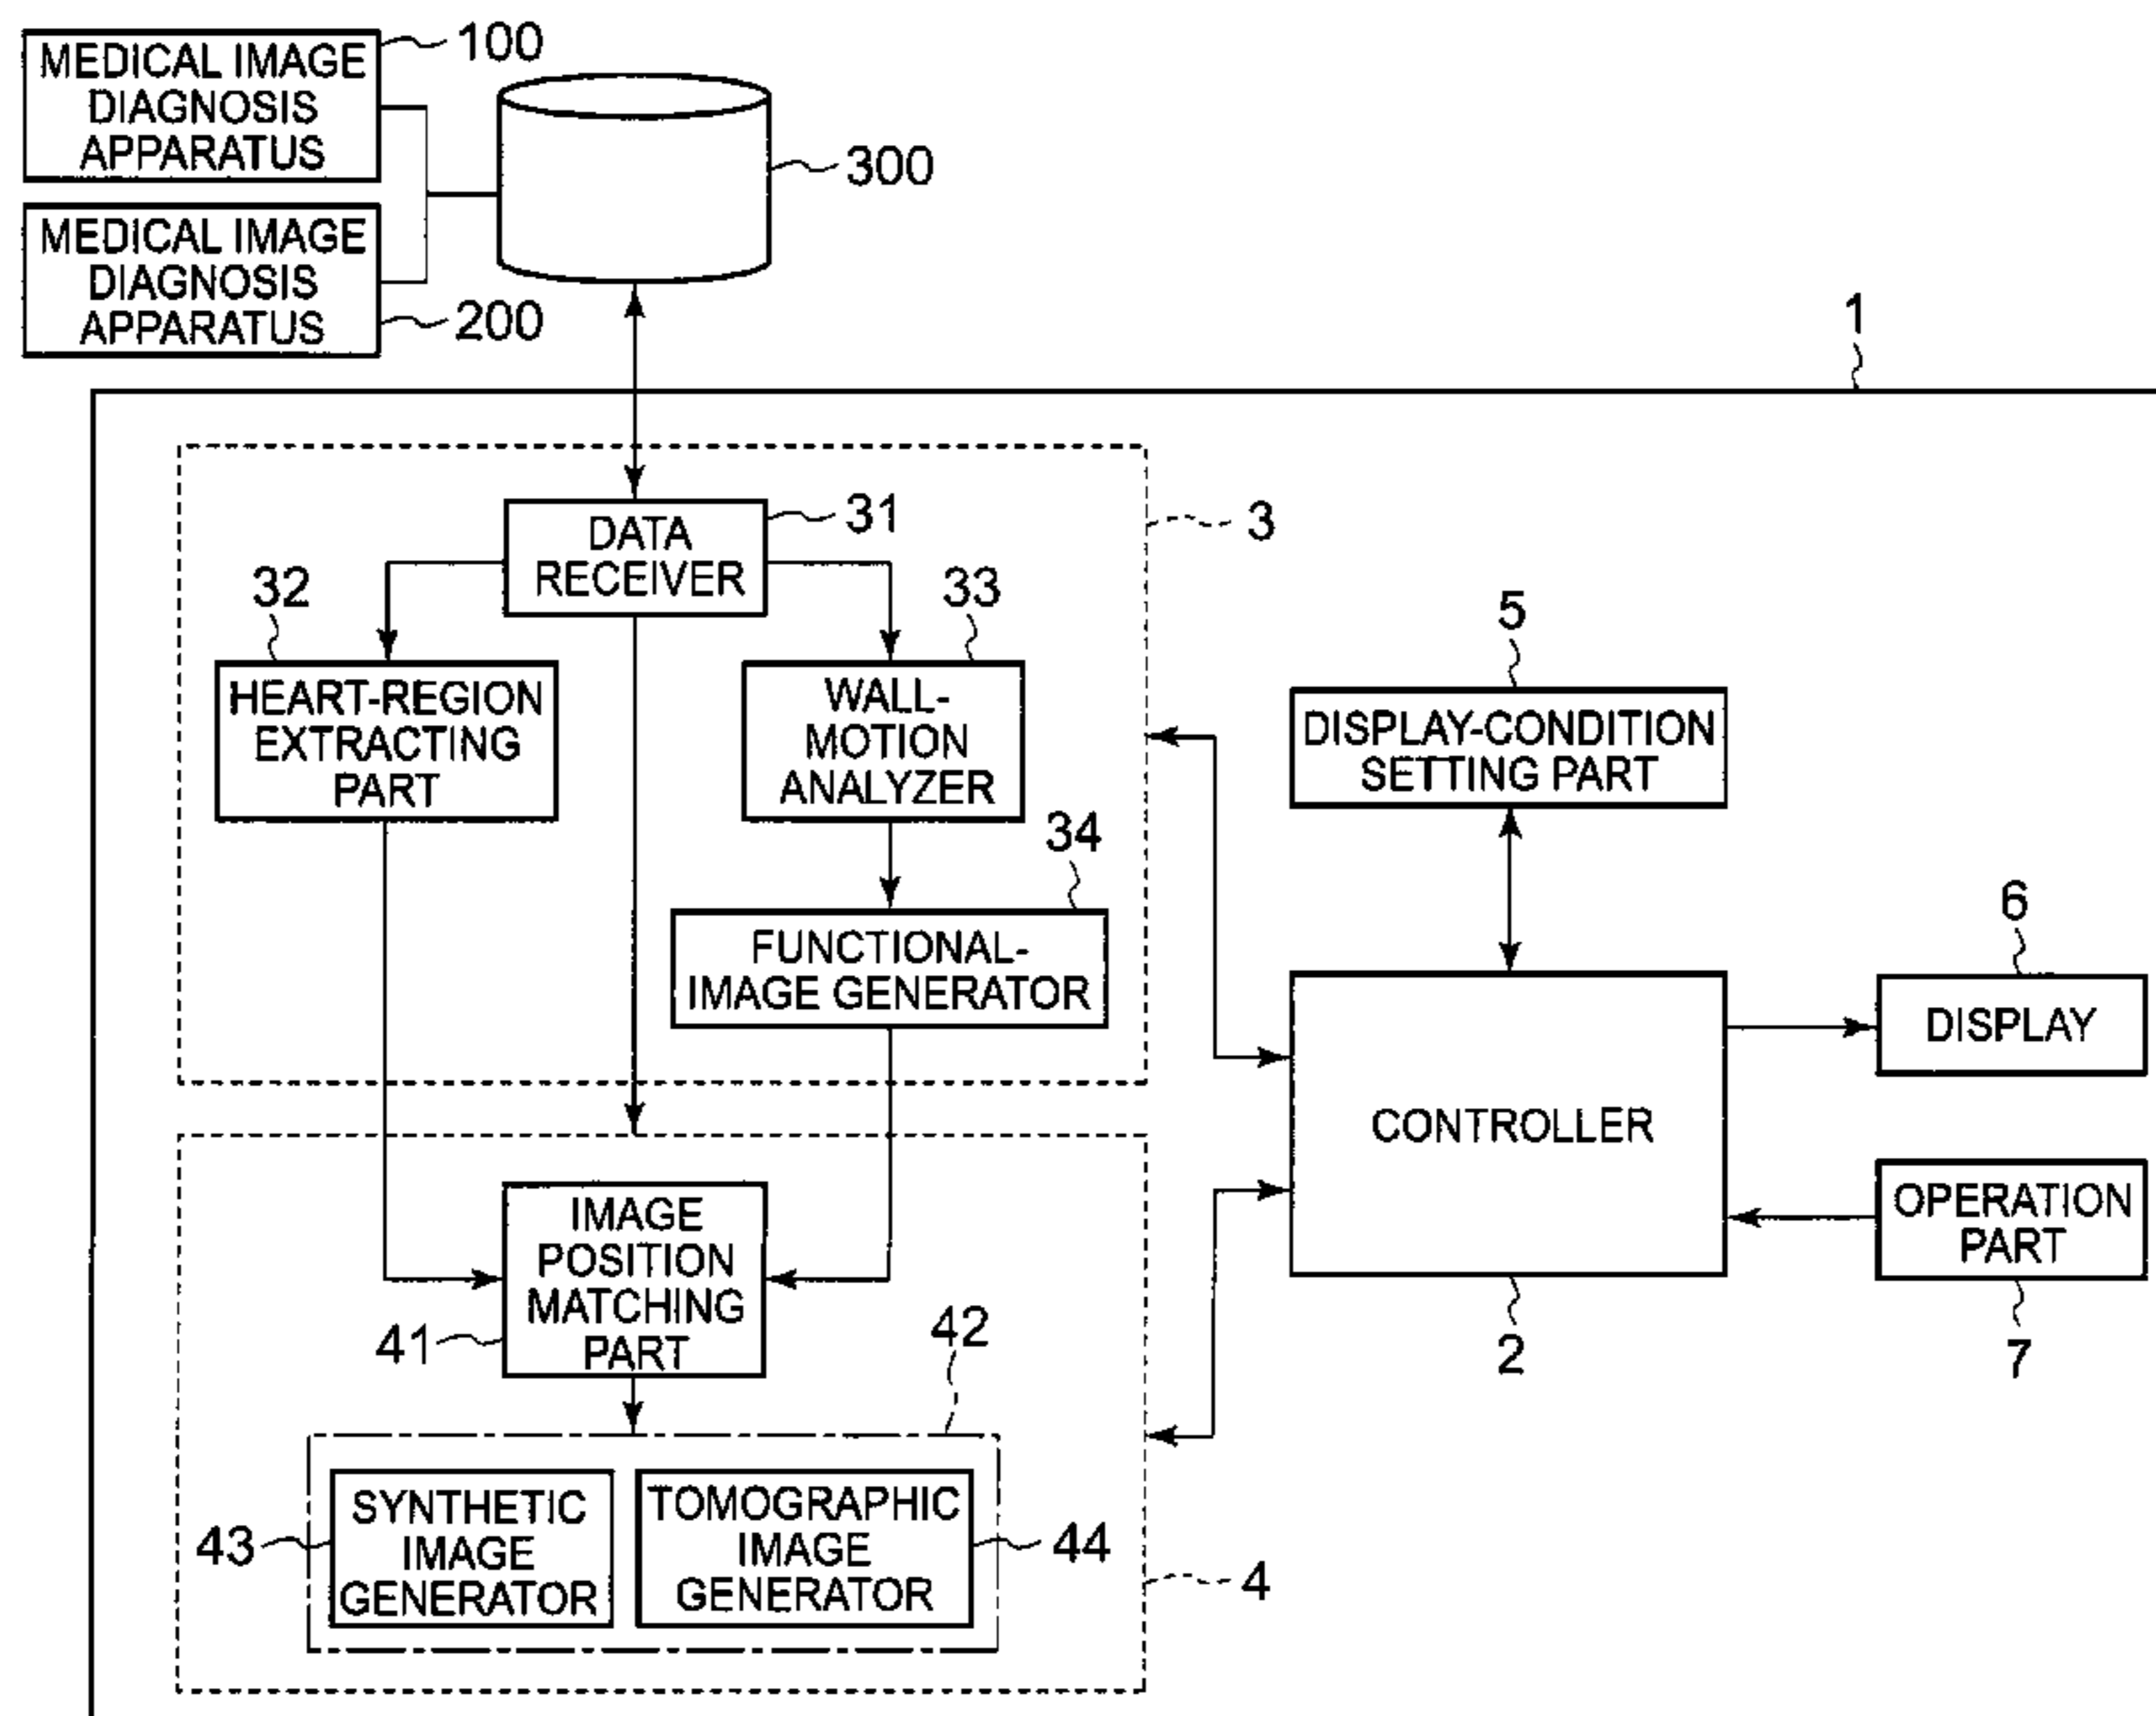 MEDICAL IMAGE
DIAGNOSIS
APPARATUS
100
300
MEDICAL IMAGE
DIAGNOSIS
APPARATUS
200
1
3
DATA
RECEIVER
31
32
HEART-REGION
EXTRACTING
PART
33
WALL-
MOTION
ANALYZER
34
FUNCTIONAL-
IMAGE GENERATOR
5
DISPLAY-CONDITION
SETTING PART
6
DISPLAY
CONTROLLER
2
OPERATION
PART
7
IMAGE
POSITION
MATCHING
PART
41
42
43
SYNTHETIC
IMAGE
GENERATOR
TOMOGRAPHIC
IMAGE
GENERATOR
44
4